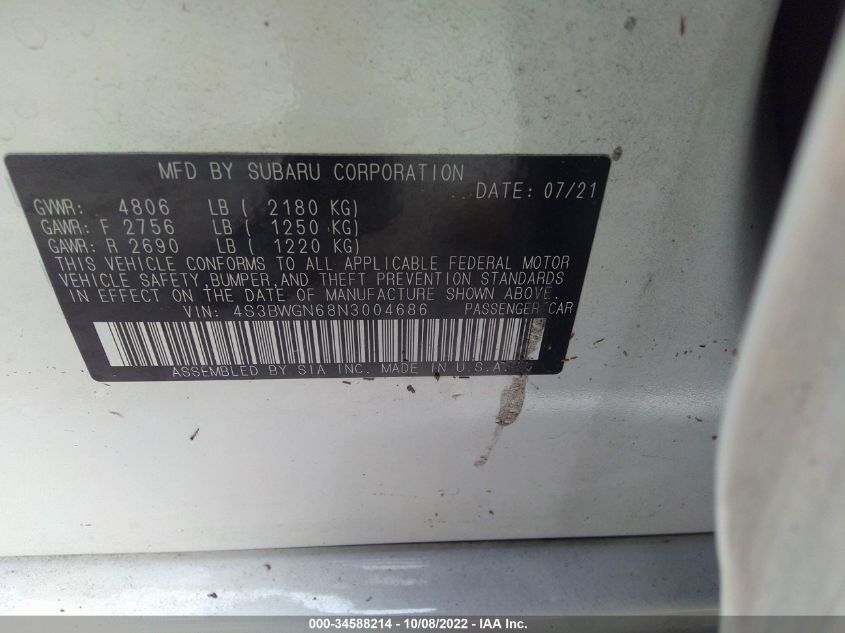 MFD BY SUBARU CORPORATION
DATE: 07/21
GVWR: 4806 LB ( 2180 KG)
GAWR: F 2756 LB ( 1250 KG)
GAWR: R 2690 LB ( 1220 KG)
THIS VEHICLE CONFORMS TO ALL APPLICABLE FEDERAL MOTOR
VEHICLE SAFETY,BUMPER,AND THEFT PREVENTION STANDARDS
IN EFFECT ON THE DATE OF MANUFACTURE SHOWN ABOVE.
VIN: 4S3BWGN68N3004686 PASSENGER CAR
ASSEMBLED BY SIA INC. MADE IN U.S.A.
000-34588214 - 10/08/2022 - IAA Inc.